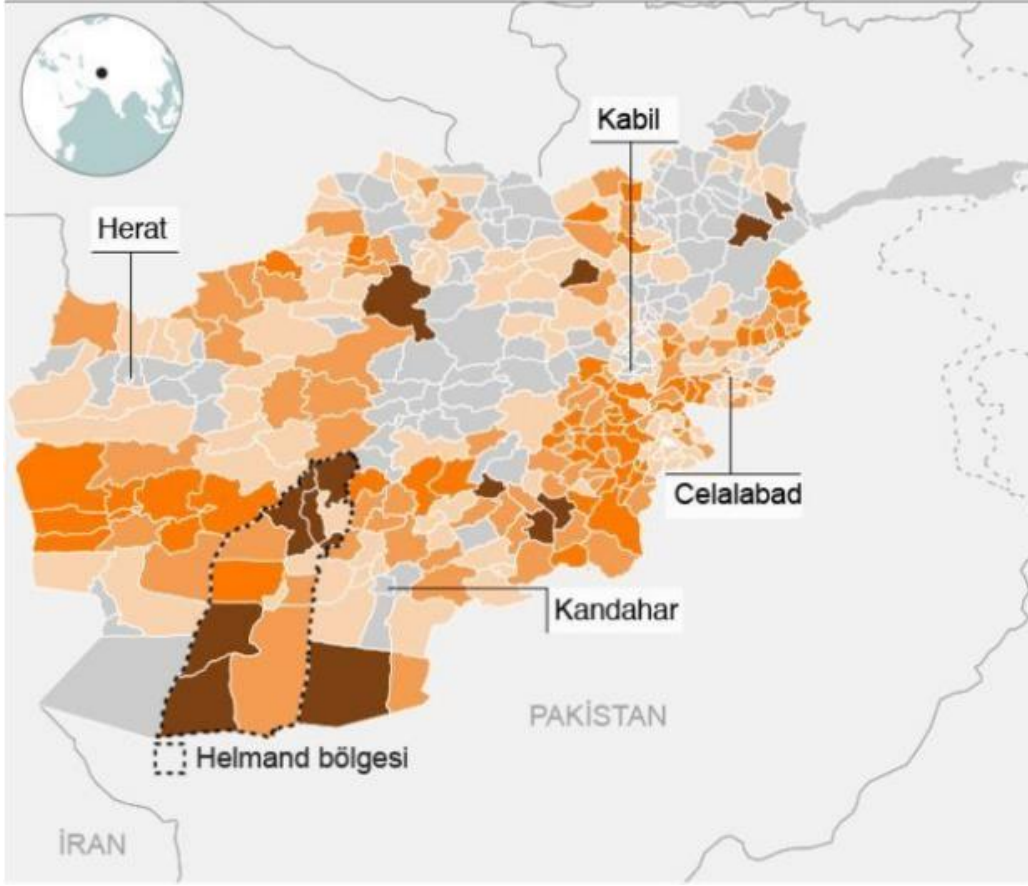 Kabil
Herat
Celalabad
Kandahar
PAKİSTAN
Helmand bölgesi
İRAN